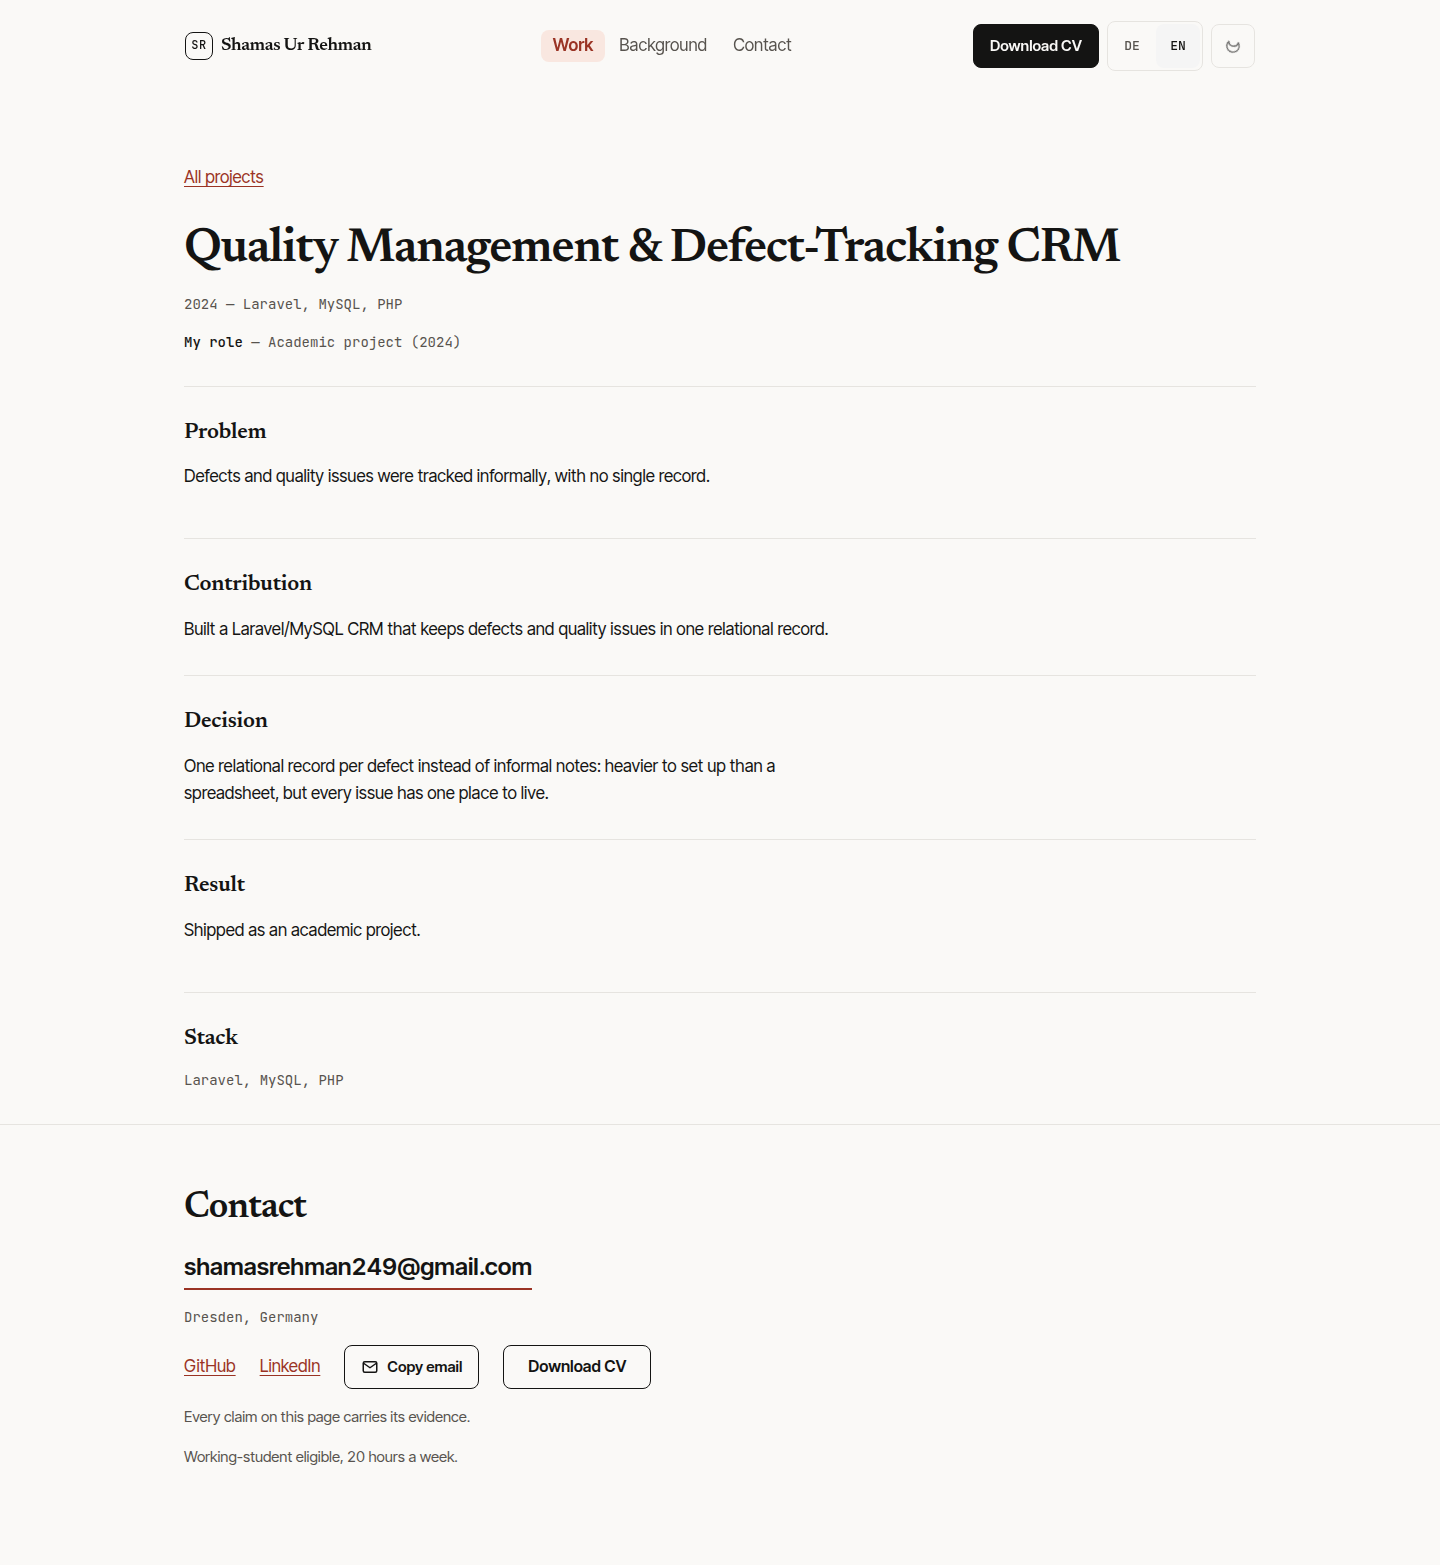 SR Shamas Ur Rehman Work Background Contact Download CV DE EN
All projects
Quality Management & Defect-Tracking CRM
2024 — Laravel, MySQL, PHP
My role — Academic project (2024)
Problem
Defects and quality issues were tracked informally, with no single record.
Contribution
Built a Laravel/MySQL CRM that keeps defects and quality issues in one relational record.
Decision
One relational record per defect instead of informal notes: heavier to set up than a
spreadsheet, but every issue has one place to live.
Result
Shipped as an academic project.
Stack
Laravel, MySQL, PHP
Contact
shamasrehman249@gmail.com
Dresden, Germany
GitHub LinkedIn Copy email Download CV
Every claim on this page carries its evidence.
Working-student eligible, 20 hours a week.